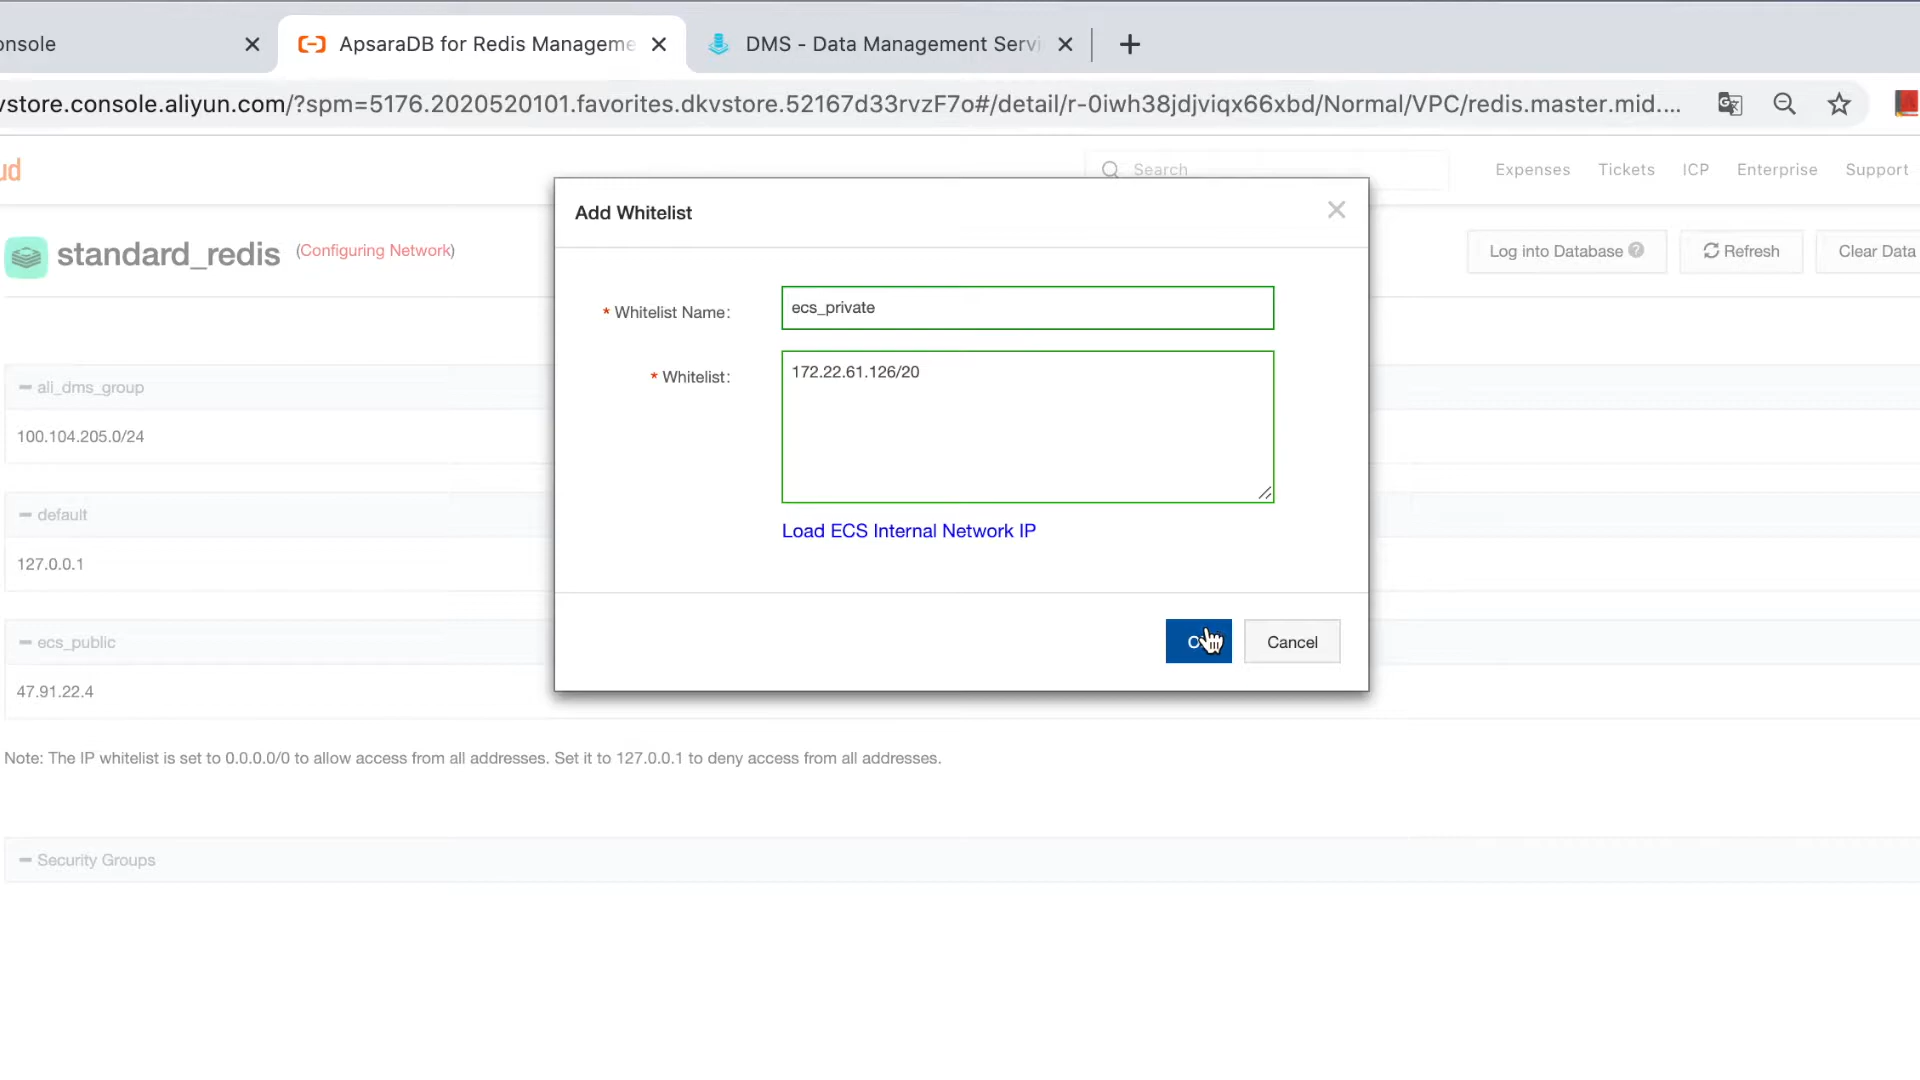 onsole
ApsaraDB for Redis Manageme
DMS - Data Management Servi
vstore.console.aliyun.com/?spm=5176.2020520101.favorites.dkvstore.52167d33rvzF7o#/detail/r-0iwh38jdjviqx66xbd/Normal/VPC/redis.master.mid....
ud
Search
Expenses
Tickets
ICP
Enterprise
Support
standard_redis (Configuring Network)
Log into Database
Refresh
Clear Data
Add Whitelist
* Whitelist Name:
ecs_private
* Whitelist:
172.22.61.126/20
Load ECS Internal Network IP
Cancel
ali_dms_group
100.104.205.0/24
default
127.0.0.1
ecs_public
47.91.22.4
Note: The IP whitelist is set to 0.0.0.0/0 to allow access from all addresses. Set it to 127.0.0.1 to deny access from all addresses.
Security Groups